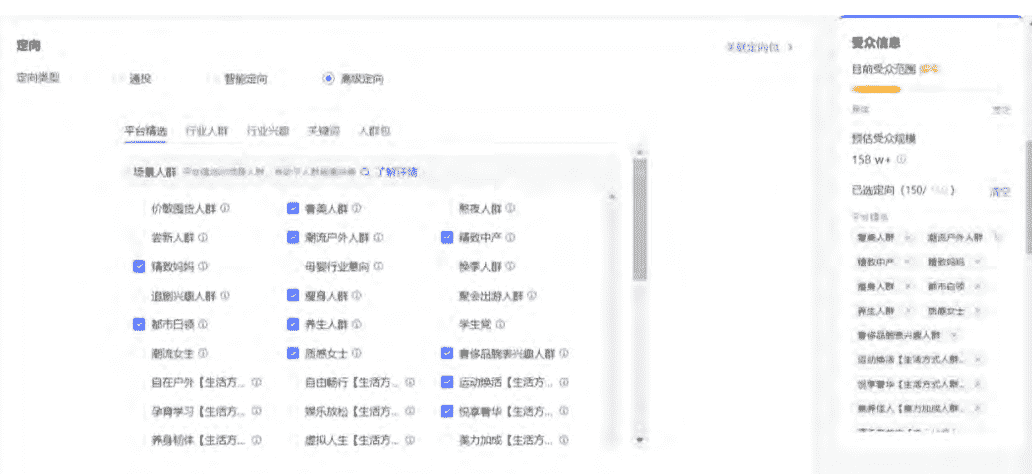 定向
关联定向包 >
定向类型 通投 智能定向 高级定向
平台精选 行业人群 行业兴趣 关键词 人群包
场景人群 了解详情
价敏囤货人群 奢美人群 熬夜人群
尝新人群 潮流户外人群 精致中产
精致妈妈 母婴行业意向 换季人群
追剧兴趣人群 瘦身人群 聚会出游人群
都市白领 养生人群 学生党
潮流女生 质感女士 奢侈品腕表兴趣人群
自在户外【生活方... 自由畅行【生活方... 运动焕活【生活方...
孕育学习【生活方... 娱乐放松【生活方... 悦享奢华【生活方...
养身韧体【生活方... 虚拟人生【生活方... 美力加成【生活方...
受众信息
目前受众范围
预估受众规模
158 w+
已选定向（150/ 清空
平台精选
奢美人群 × 潮流户外人群
精致中产 × 精致妈妈 ×
瘦身人群 × 都市白领 ×
养生人群 × 质感女士 ×
奢侈品腕表兴趣人群 ×
运动焕活【生活方式人群.. ×
悦享奢华【生活方式人群.. ×